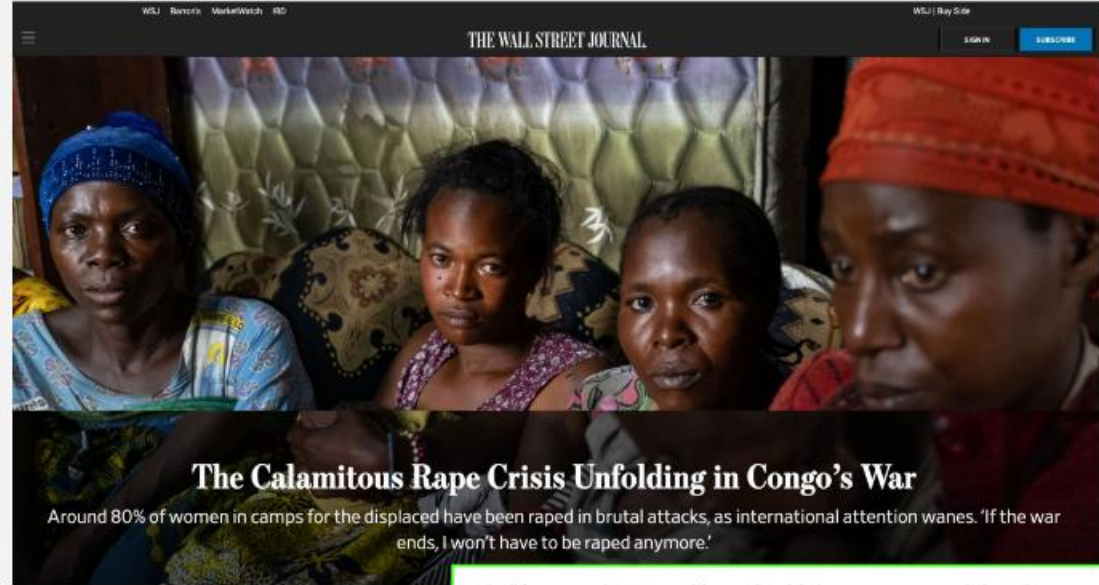 WSJ Barron's MarketWatch IBD WSJ | Buy Side
THE WALL STREET JOURNAL.
SIGN IN SUBSCRIBE
The Calamitous Rape Crisis Unfolding in Congo's War
Around 80% of women in camps for the displaced have been raped in brutal attacks, as international attention wanes. 'If the war
ends, I won't have to be raped anymore.'